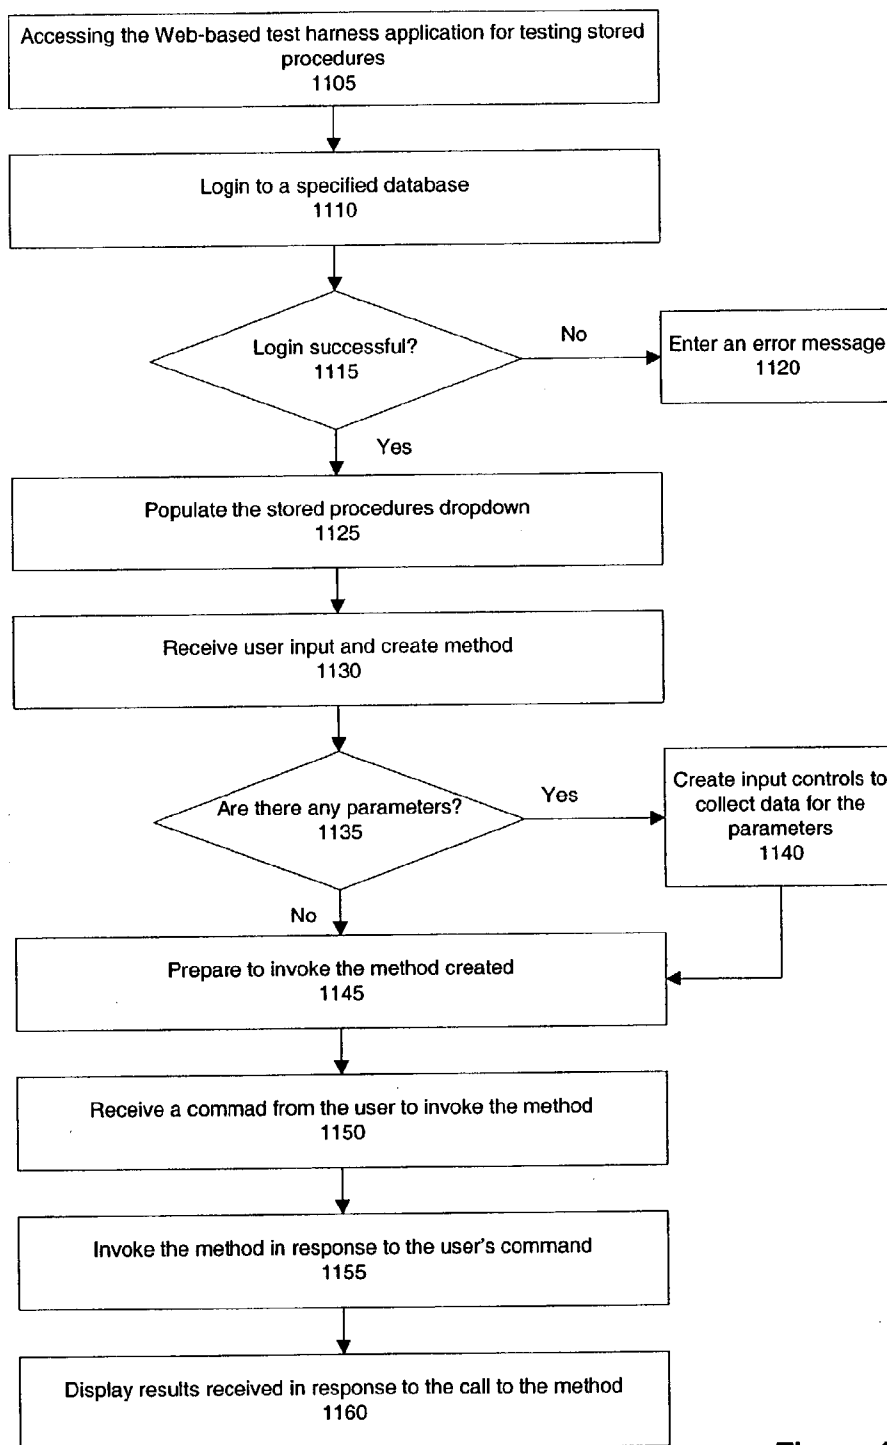 Accessing the Web-based test harness application for testing stored
procedures
1105
Login to a specified database
1110
Login successful?
1115
No
Enter an error message
1120
Yes
Populate the stored procedures dropdown
1125
Receive user input and create method
1130
Are there any parameters?
1135
Yes
Create input controls to
collect data for the
parameters
1140
No
Prepare to invoke the method created
1145
Receive a commad from the user to invoke the method
1150
Invoke the method in response to the user's command
1155
Display results received in response to the call to the method
1160